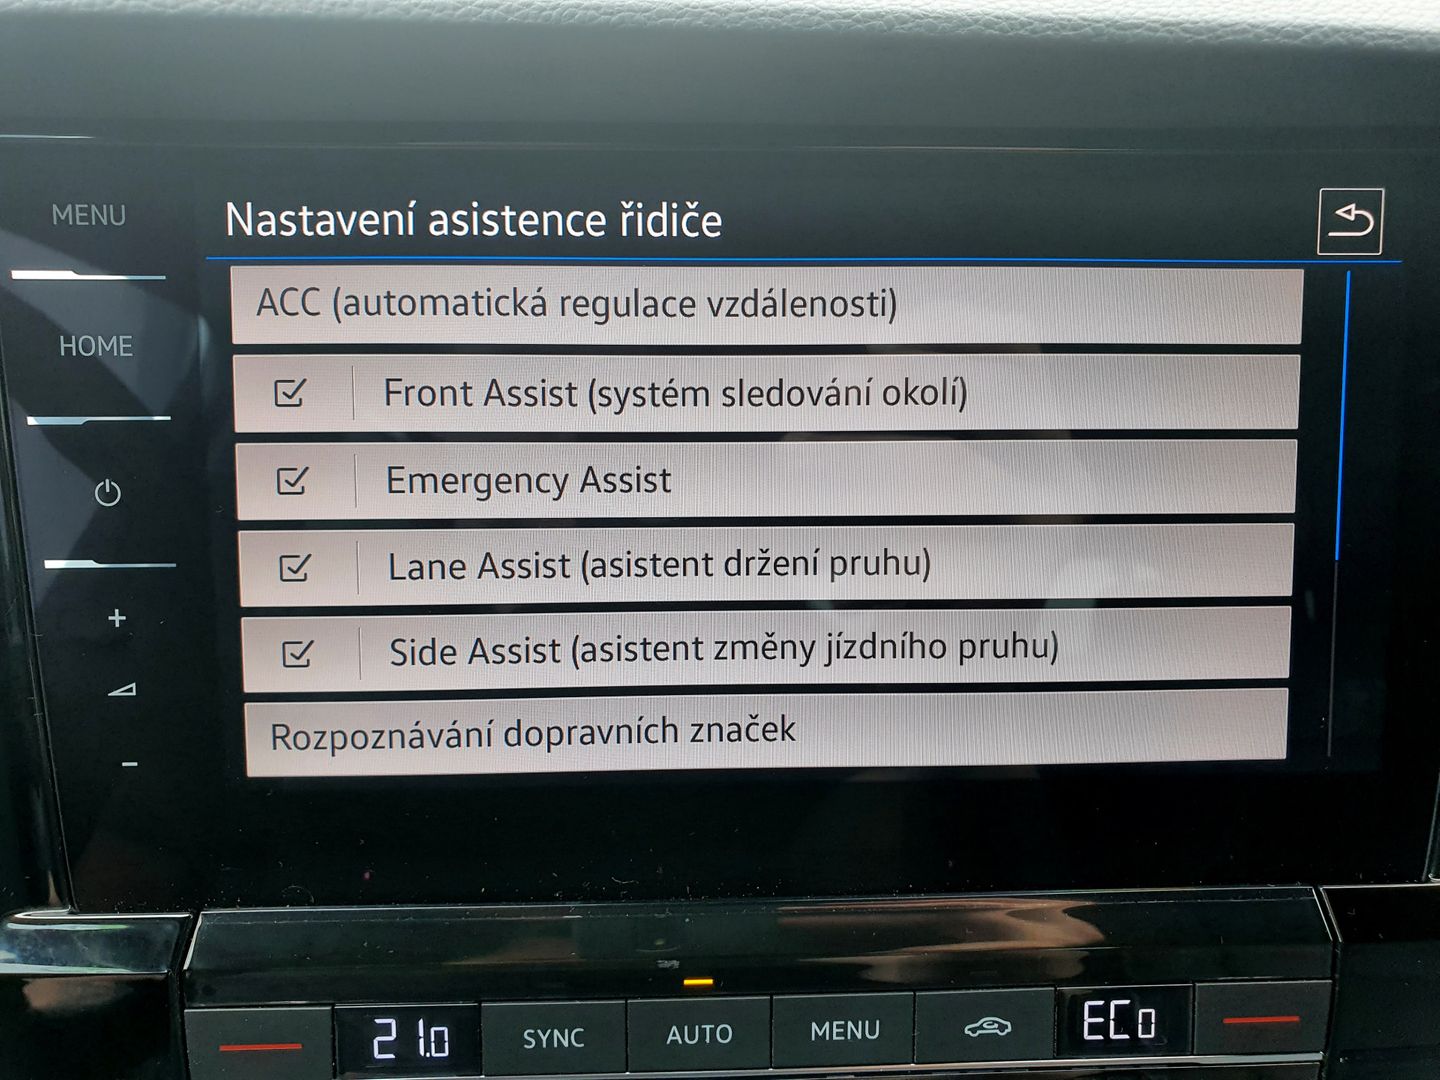 MENU
Nastavení asistence řidiče
ACC (automatická regulace vzdálenosti)
HOME
Front Assist (systém sledování okolí)
Emergency Assist
Lane Assist (asistent držení pruhu)
+
Side Assist (asistent změny jízdního pruhu)
Rozpoznávání dopravních značek
-
21.0
SYNC
AUTO
MENU
ECO